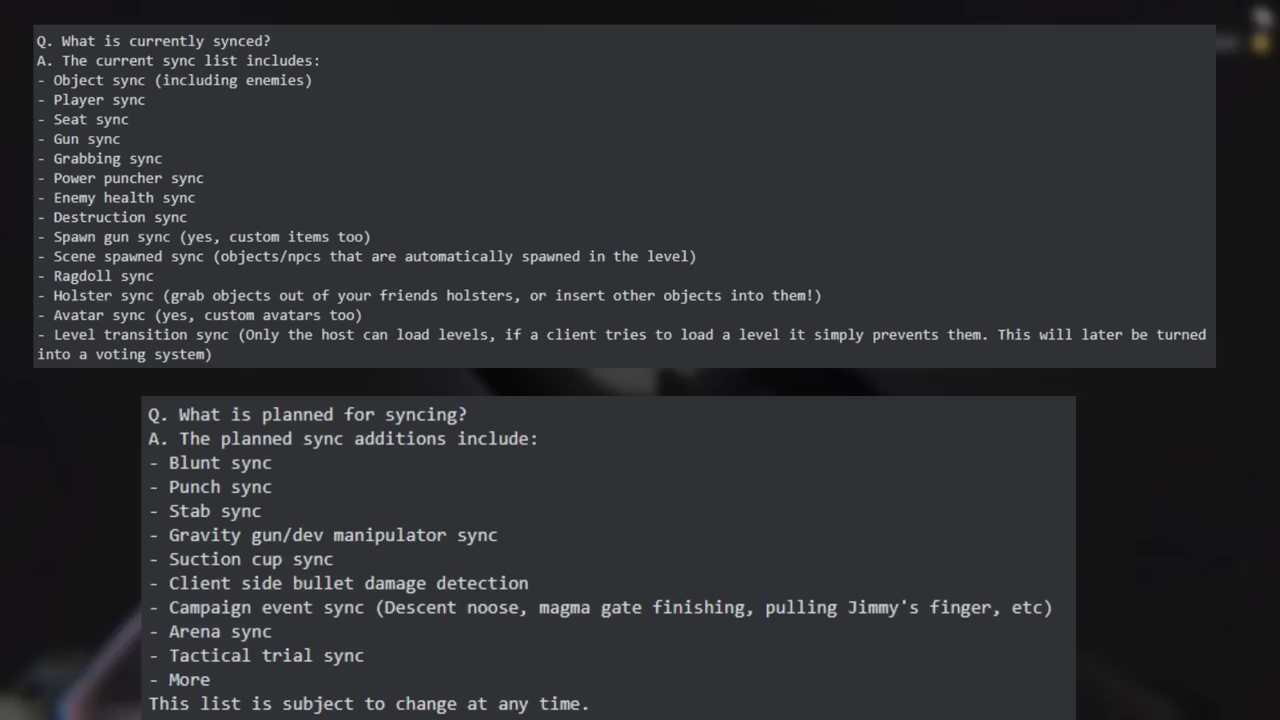 Q. What is currently synced?
A. The current sync list includes:
- Object sync (including enemies)
- Player sync
- Seat sync
- Gun sync
- Grabbing sync
- Power puncher sync
- Enemy health sync
- Destruction sync
- Spawn gun sync (yes, custom items too)
- Scene spawned sync (objects/npcs that are automatically spawned in the level)
- Ragdoll sync
- Holster sync (grab objects out of your friends holsters, or insert other objects into them!)
- Avatar sync (yes, custom avatars too)
- Level transition sync (Only the host can load levels, if a client tries to load a level it simply prevents them. This will later be turned
into a voting system)
Q. What is planned for syncing?
A. The planned sync additions include:
- Blunt sync
- Punch sync
- Stab sync
- Gravity gun/dev manipulator sync
- Suction cup sync
- Client side bullet damage detection
- Campaign event sync (Descent noose, magma gate finishing, pulling Jimmy's finger, etc)
- Arena sync
- Tactical trial sync
- More
This list is subject to change at any time.